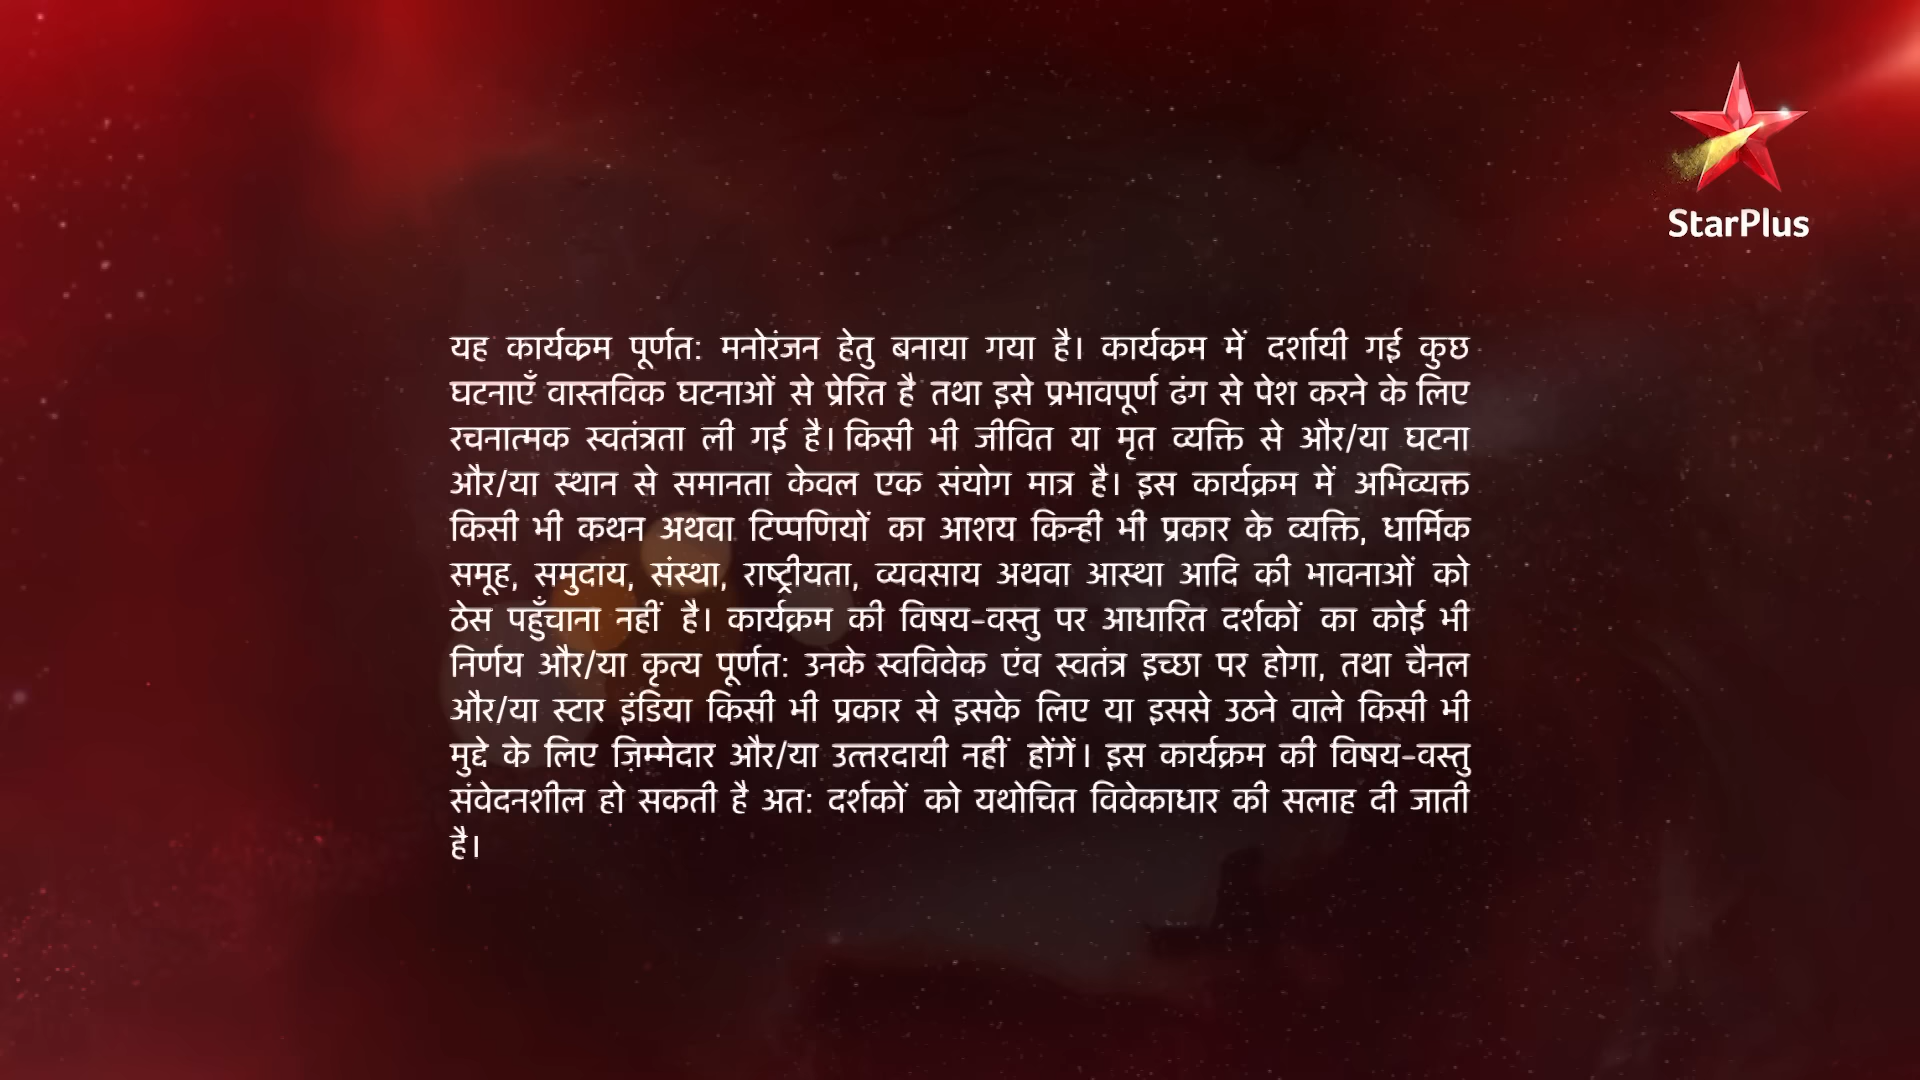 StarPlus
यह कार्यक्रम पूर्णत: मनोरंजन हेतु बनाया गया है। कार्यक्रम में दर्शायी गई कुछ
घटनाएँ वास्तविक घटनाओं से प्रेरित है तथा इसे प्रभावपूर्ण ढंग से पेश करने के लिए
रचनात्मक स्वतंत्रता ली गई है। किसी भी जीवित या मृत व्यक्ति से और/या घटना
और/या स्थान से समानता केवल एक संयोग मात्र है। इस कार्यक्रम में अभिव्यक्त
किसी भी कथन अथवा टिप्पणियों का आशय किन्ही भी प्रकार के व्यक्ति, धार्मिक
समूह, समुदाय, संस्था, राष्ट्रीयता, व्यवसाय अथवा आस्था आदि की भावनाओं को
ठेस पहुँचाना नहीं है। कार्यक्रम की विषय-वस्तु पर आधारित दर्शकों का कोई भी
निर्णय और/या कृत्य पूर्णत: उनके स्वविवेक एंव स्वतंत्र इच्छा पर होगा, तथा चैनल
और/या स्टार इंडिया किसी भी प्रकार से इसके लिए या इससे उठने वाले किसी भी
मुद्दे के लिए ज़िम्मेदार और/या उत्तरदायी नहीं होंगें। इस कार्यक्रम की विषय-वस्तु
संवेदनशील हो सकती है अत: दर्शकों को यथोचित विवेकाधार की सलाह दी जाती
है।